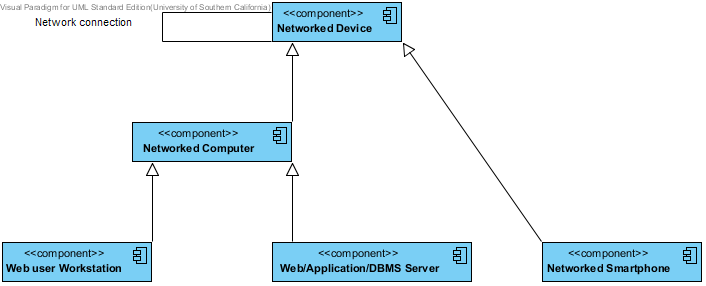 Visual Paradigm for UML Standard Edition(University of Southern California)
Network connection
<<component>>
Networked Device
<<component>>
Networked Computer
<<component>>
Web user Workstation
<<component>>
Web/Application/DBMS Server
<<component>>
Networked Smartphone